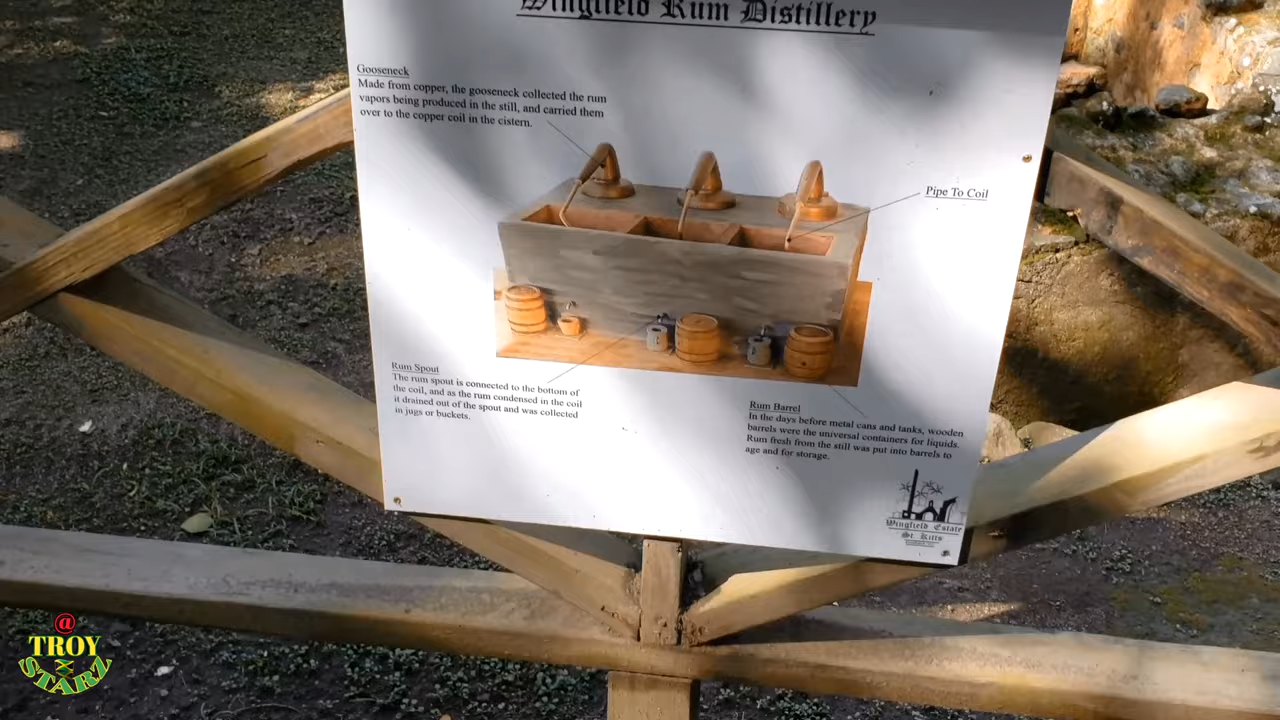 Wingfield Rum Distillery
Gooseneck
Made from copper, the gooseneck collected the rum
vapors being produced in the still, and carried them
over to the copper coil in the cistern.
Pipe To Coil
Rum Spout
The rum spout is connected to the bottom of
the coil, and as the rum condensed in the coil
it drained out of the spout and was collected
in jugs or buckets.
Rum Barrel
In the days before metal cans and tanks, wooden
barrels were the universal containers for liquids.
Rum fresh from the still was put into barrels to
age and for storage.
Wingfield Estate
St. Kitts
@
TROY
STARZ